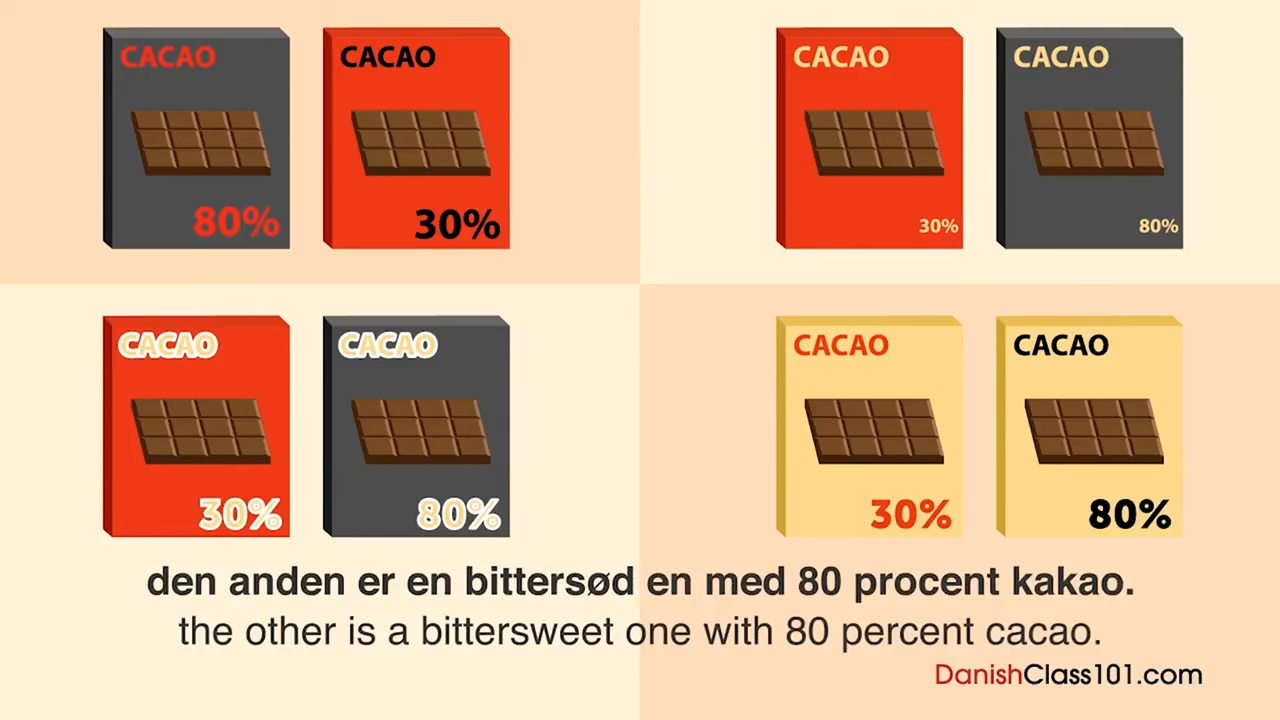 CACAO
80%
CACAO
30%
CACAO
30%
CACAO
80%
CACAO
30%
CACAO
80%
CACAO
30%
CACAO
80%
den anden er en bittersød en med 80 procent kakao.
the other is a bittersweet one with 80 percent cacao.
DanishClass101.com